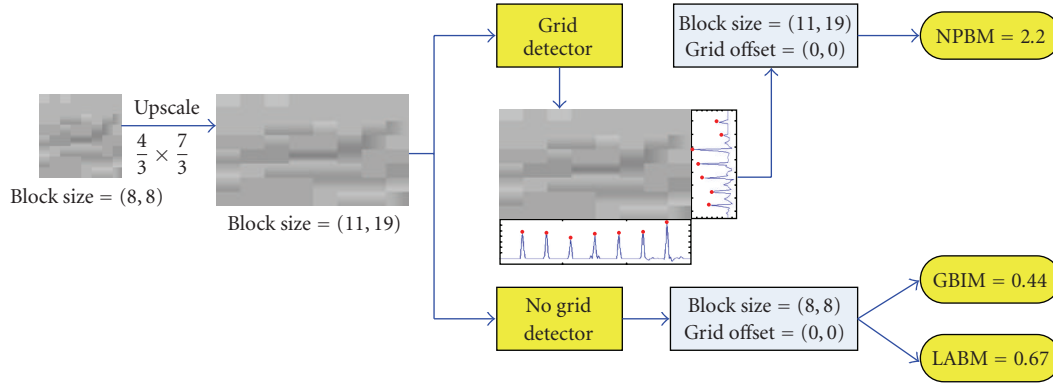 Upscale
4/3 × 7/3
Block size = (8, 8)
Block size = (11, 19)
Grid
detector
Block size = (11, 19)
Grid offset = (0, 0)
NPBM = 2.2
No grid
detector
Block size = (8, 8)
Grid offset = (0, 0)
GBIM = 0.44
LABM = 0.67